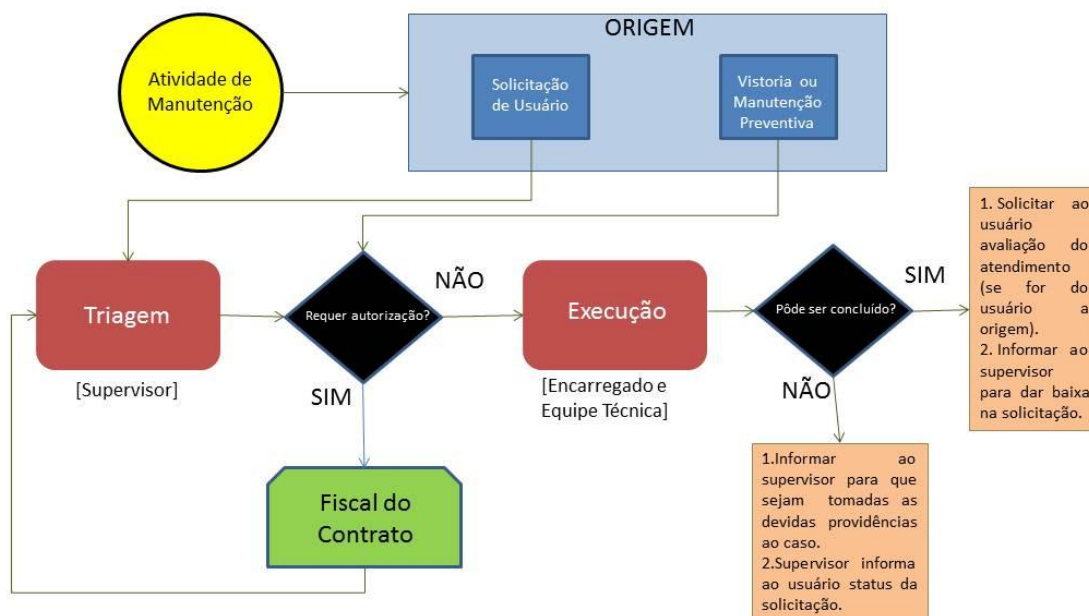 ORIGEM
Atividade de
Manutenção
Solicitação
de Usuário
Vistoria ou
Manutenção
Preventiva
Triagem
[Supervisor]
Requer autorização?
NÃO
SIM
Fiscal do
Contrato
Execução
[Encarregado e
Equipe Técnica]
Pôde ser concluído?
SIM
NÃO
1. Solicitar ao
usuário
avaliação do
atendimento
(se for do
usuário a
origem).
2. Informar ao
supervisor
para dar baixa
na solicitação.
1.Informar ao
supervisor para que
sejam tomadas as
devidas providências
ao caso.
2.Supervisor informa
ao usuário status da
solicitação.